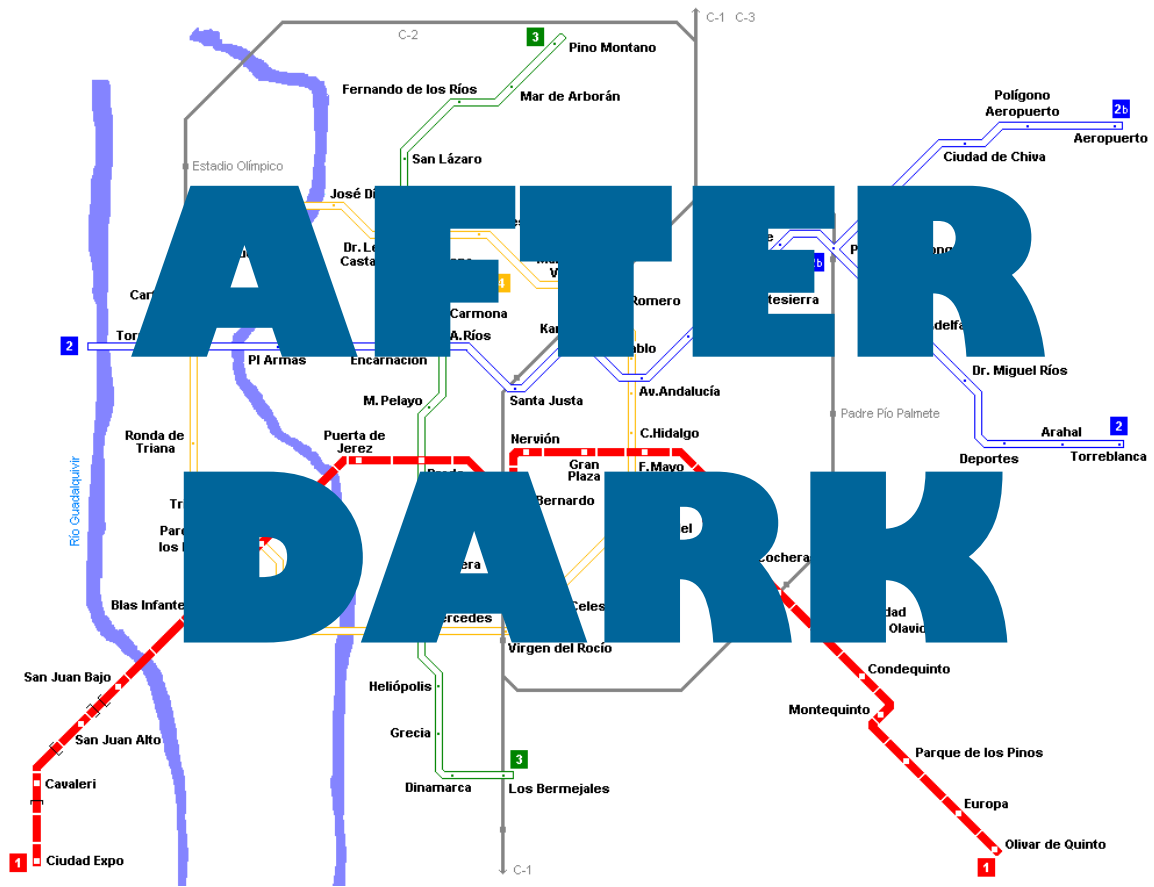 C-1 C-3
C-2
3
Pino Montano
Fernando de los Ríos
Mar de Arborán
Polígono
Aeropuerto
2b
Aeropuerto
Ciudad de Chiva
San Lázaro
Estadio Olímpico
José
Dr.
AFTER
Carmona
Romero
2
Pl Armas
Encarnación
A.Ríos
Santa Justa
Av.Andalucía
Dr. Miguel Ríos
M. Pelayo
Padre Pío Palmete
Ronda de
Triana
Puerta de
Jerez
Nervión
C.Hidalgo
Gran
Plaza
F.Mayo
2
Arahal
Deportes
Torreblanca
Río Guadalquivir
DARK
Bernardo
Blas Infante
Virgen del Rocío
San Juan Bajo
Heliópolis
Condequinto
Montequinto
San Juan Alto
Grecia
Parque de los Pinos
Cavaleri
3
Dinamarca
Los Bermejales
Europa
Olivar de Quinto
1
Ciudad Expo
1
C-1